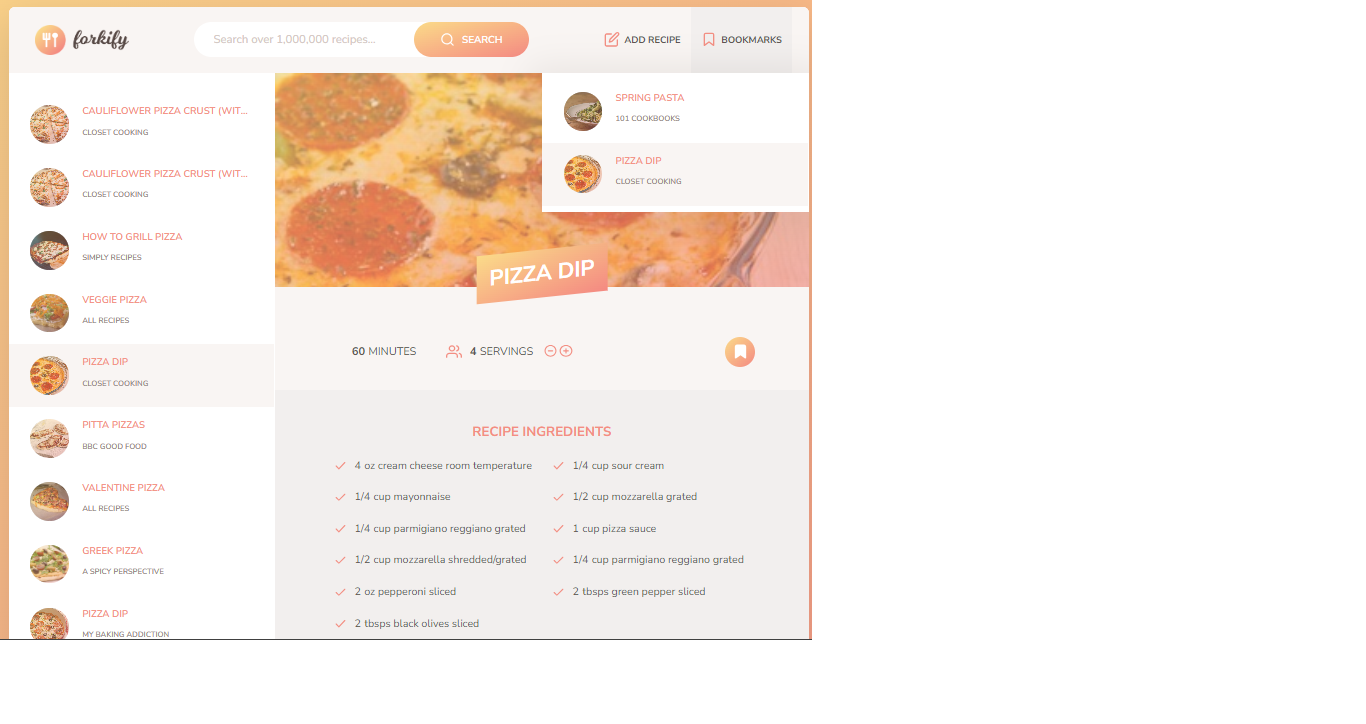 forkify
Search over 1,000,000 recipes...
SEARCH
ADD RECIPE
BOOKMARKS
CAULIFLOWER PIZZA CRUST (WIT...
CLOSET COOKING
CAULIFLOWER PIZZA CRUST (WIT...
CLOSET COOKING
HOW TO GRILL PIZZA
SIMPLY RECIPES
VEGGIE PIZZA
ALL RECIPES
PIZZA DIP
CLOSET COOKING
PITTA PIZZAS
BBC GOOD FOOD
VALENTINE PIZZA
ALL RECIPES
GREEK PIZZA
A SPICY PERSPECTIVE
PIZZA DIP
MY BAKING ADDICTION
SPRING PASTA
101 COOKBOOKS
PIZZA DIP
CLOSET COOKING
PIZZA DIP
60 MINUTES
4 SERVINGS
RECIPE INGREDIENTS
4 oz cream cheese room temperature
1/4 cup sour cream
1/4 cup mayonnaise
1/2 cup mozzarella grated
1/4 cup parmigiano reggiano grated
1 cup pizza sauce
1/2 cup mozzarella shredded/grated
1/4 cup parmigiano reggiano grated
2 oz pepperoni sliced
2 tbsps green pepper sliced
2 tbsps black olives sliced